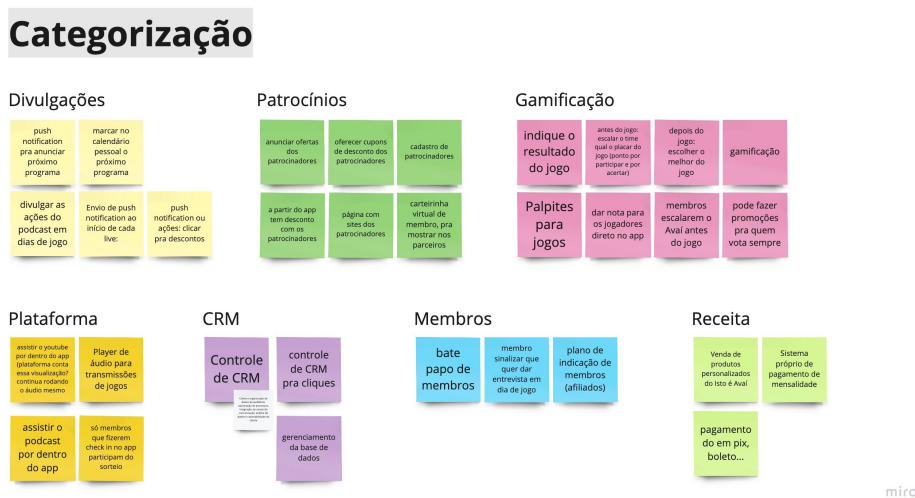 Categorização
Divulgações
push
notification
pra anunciar
próximo
programa
marcar no
calendário
pessoal o
próximo
programa
divulgar as
ações do
podcast em
dias de jogo
Envio de push
notification ao
início de cada
live:
push
notification ou
ações: clicar
pra descontos
Patrocínios
anunciar ofertas
dos
patrocinadores
oferecer cupons
de desconto dos
patrocinadores
cadastro de
patrocinadores
a partir do app
tem desconto
com os
patrocinadores
página com
sites dos
patrocinadores
carteirinha
virtual de
membro, pra
mostrar nos
parceiros
Gamificação
indique o
resultado
do jogo
antes do jogo:
escalar o time
qual o placar do
jogo (ponto por
participar e por
acertar)
depois do
jogo:
escolher o
melhor do
jogo
gamificação
Palpites
para
jogos
dar nota para
os jogadores
direto no app
membros
escalarem o
Avaí antes
do jogo
pode fazer
promoções
pra quem
vota sempre
Plataforma
assistir o youtube
por dentro do app
(plataforma conta
essa visualização?
continua rodando
o áudio mesmo
Player de
áudio para
transmissões
de jogos
assistir o
podcast
por dentro
do app
só membros
que fizerem
check in no app
participam do
sorteio
CRM
Controle
de CRM
controle
de CRM
pra cliques
gerenciamento
da base de
dados
Membros
bate
papo de
membros
membro
sinalizar que
quer dar
entrevista em
dia de jogo
plano de
indicação de
membros
(afiliados)
Receita
Venda de
produtos
personalizados
do Isto é Avaí
Sistema
próprio de
pagamento de
mensalidade
pagamento
do em pix,
boleto...
miro